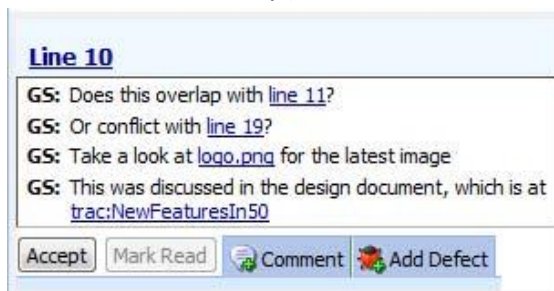 Line 10
GS: Does this overlap with line 11?
GS: Or conflict with line 19?
GS: Take a look at logo.png for the latest image
GS: This was discussed in the design document, which is at
trac:NewFeaturesIn50
Accept Mark Read Comment Add Defect